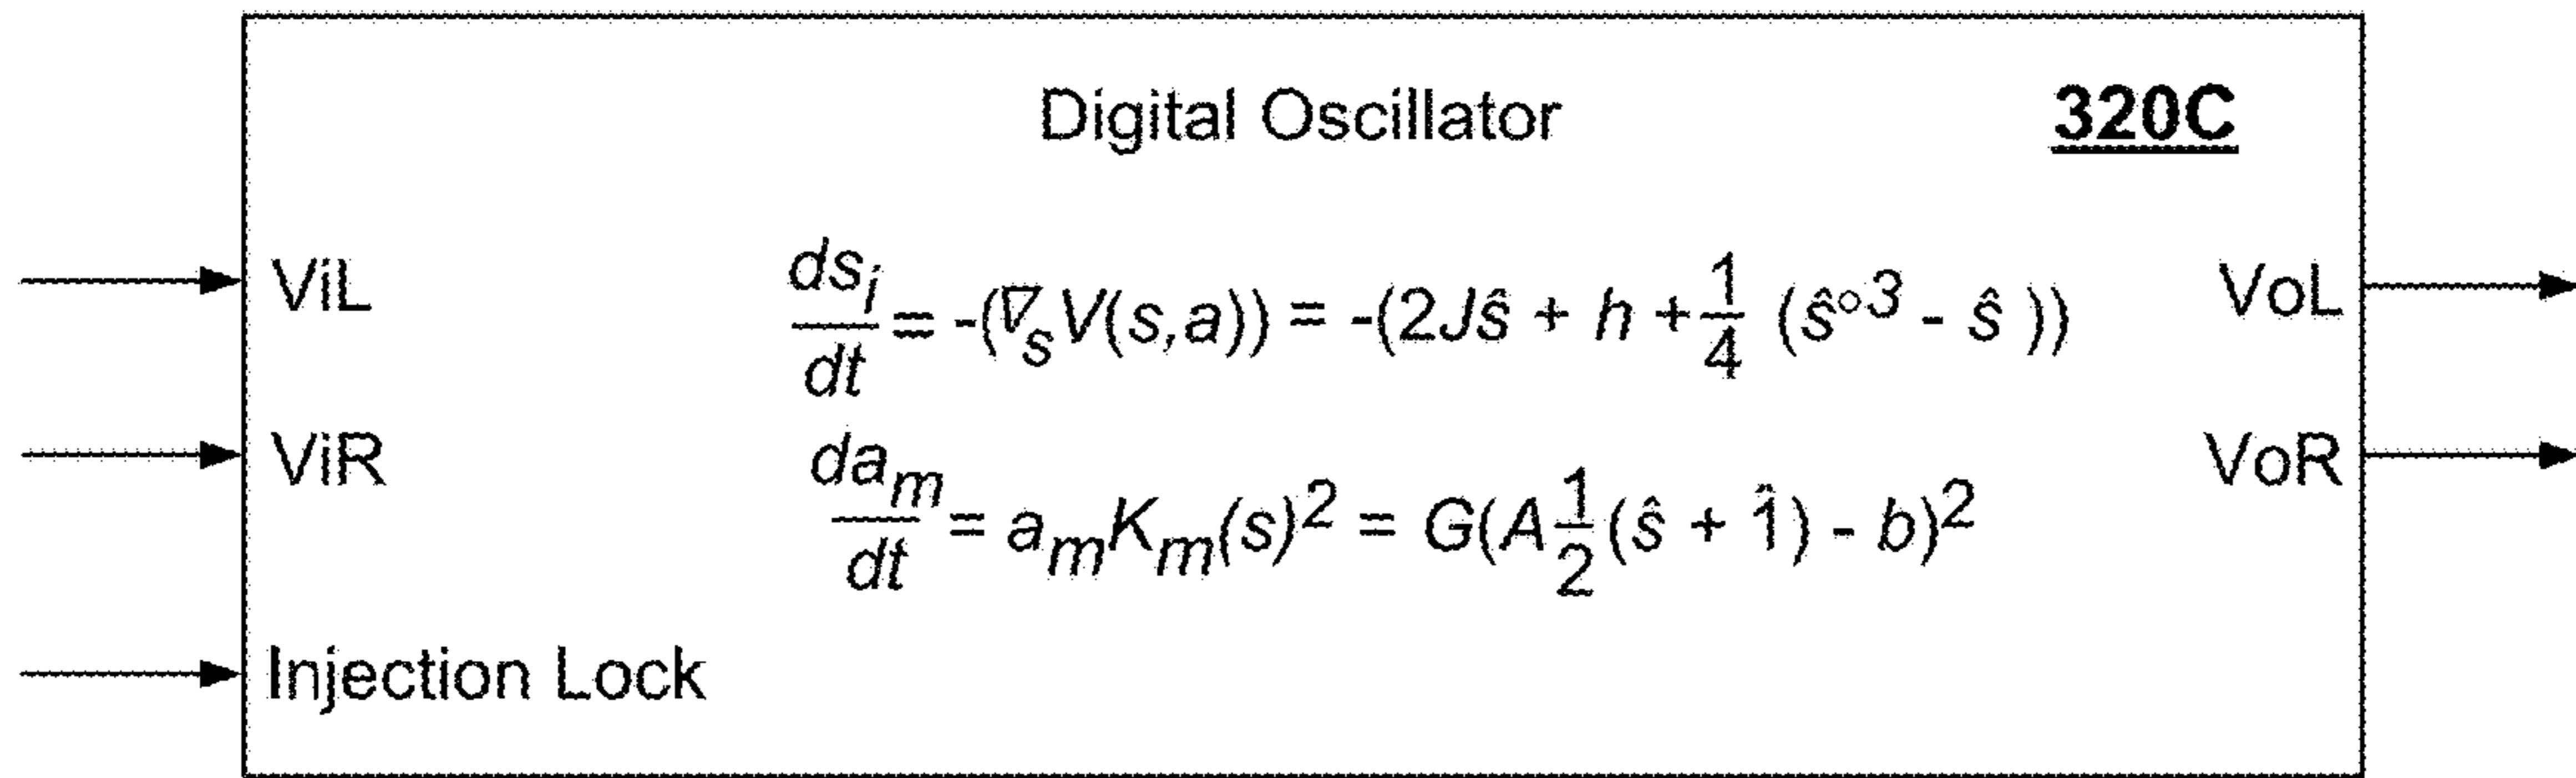 Digital Oscillator 320C
ViL ds_i/dt = -(∇_s V(s,a)) = -(2Jŝ + h + 1/4 (ŝ^∘3 - ŝ )) VoL
ViR da_m/dt = a_m K_m(s)^2 = G(A 1/2 (ŝ + 1̂) - b)^2 VoR
Injection Lock